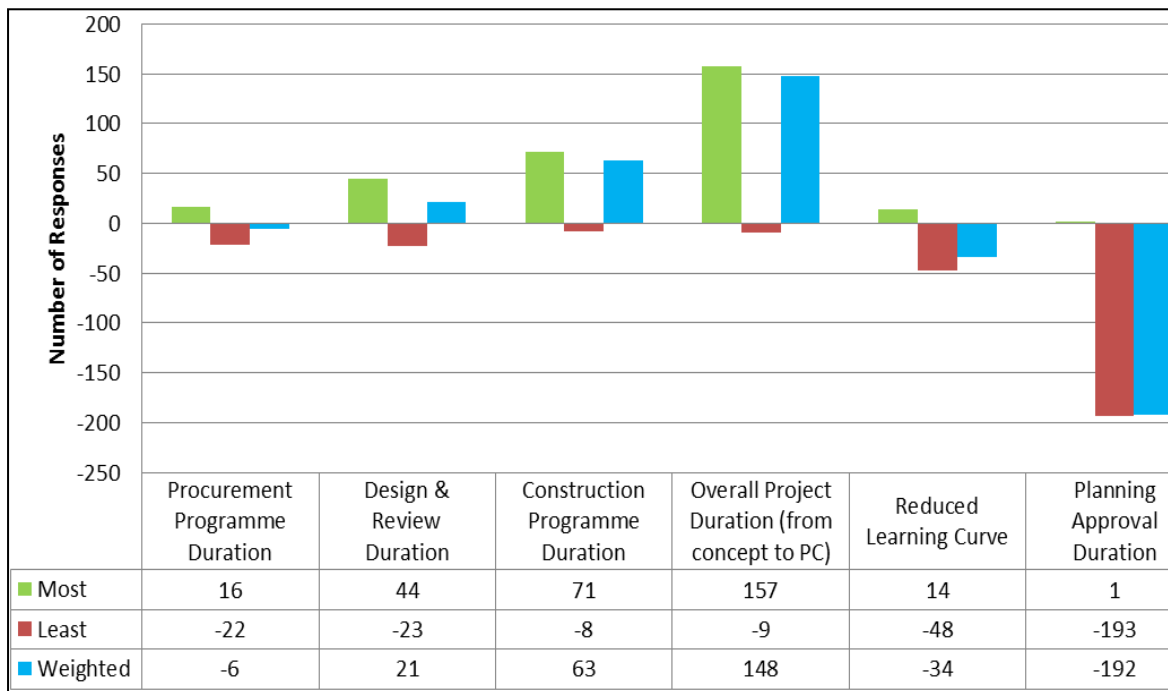 200
150
100
50
0
-50
-100
-150
-200
-250
Number of Responses
Procurement Programme Duration
Design & Review Duration
Construction Programme Duration
Overall Project Duration (from concept to PC)
Reduced Learning Curve
Planning Approval Duration
Most 16 44 71 157 14 1
Least -22 -23 -8 -9 -48 -193
Weighted -6 21 63 148 -34 -192